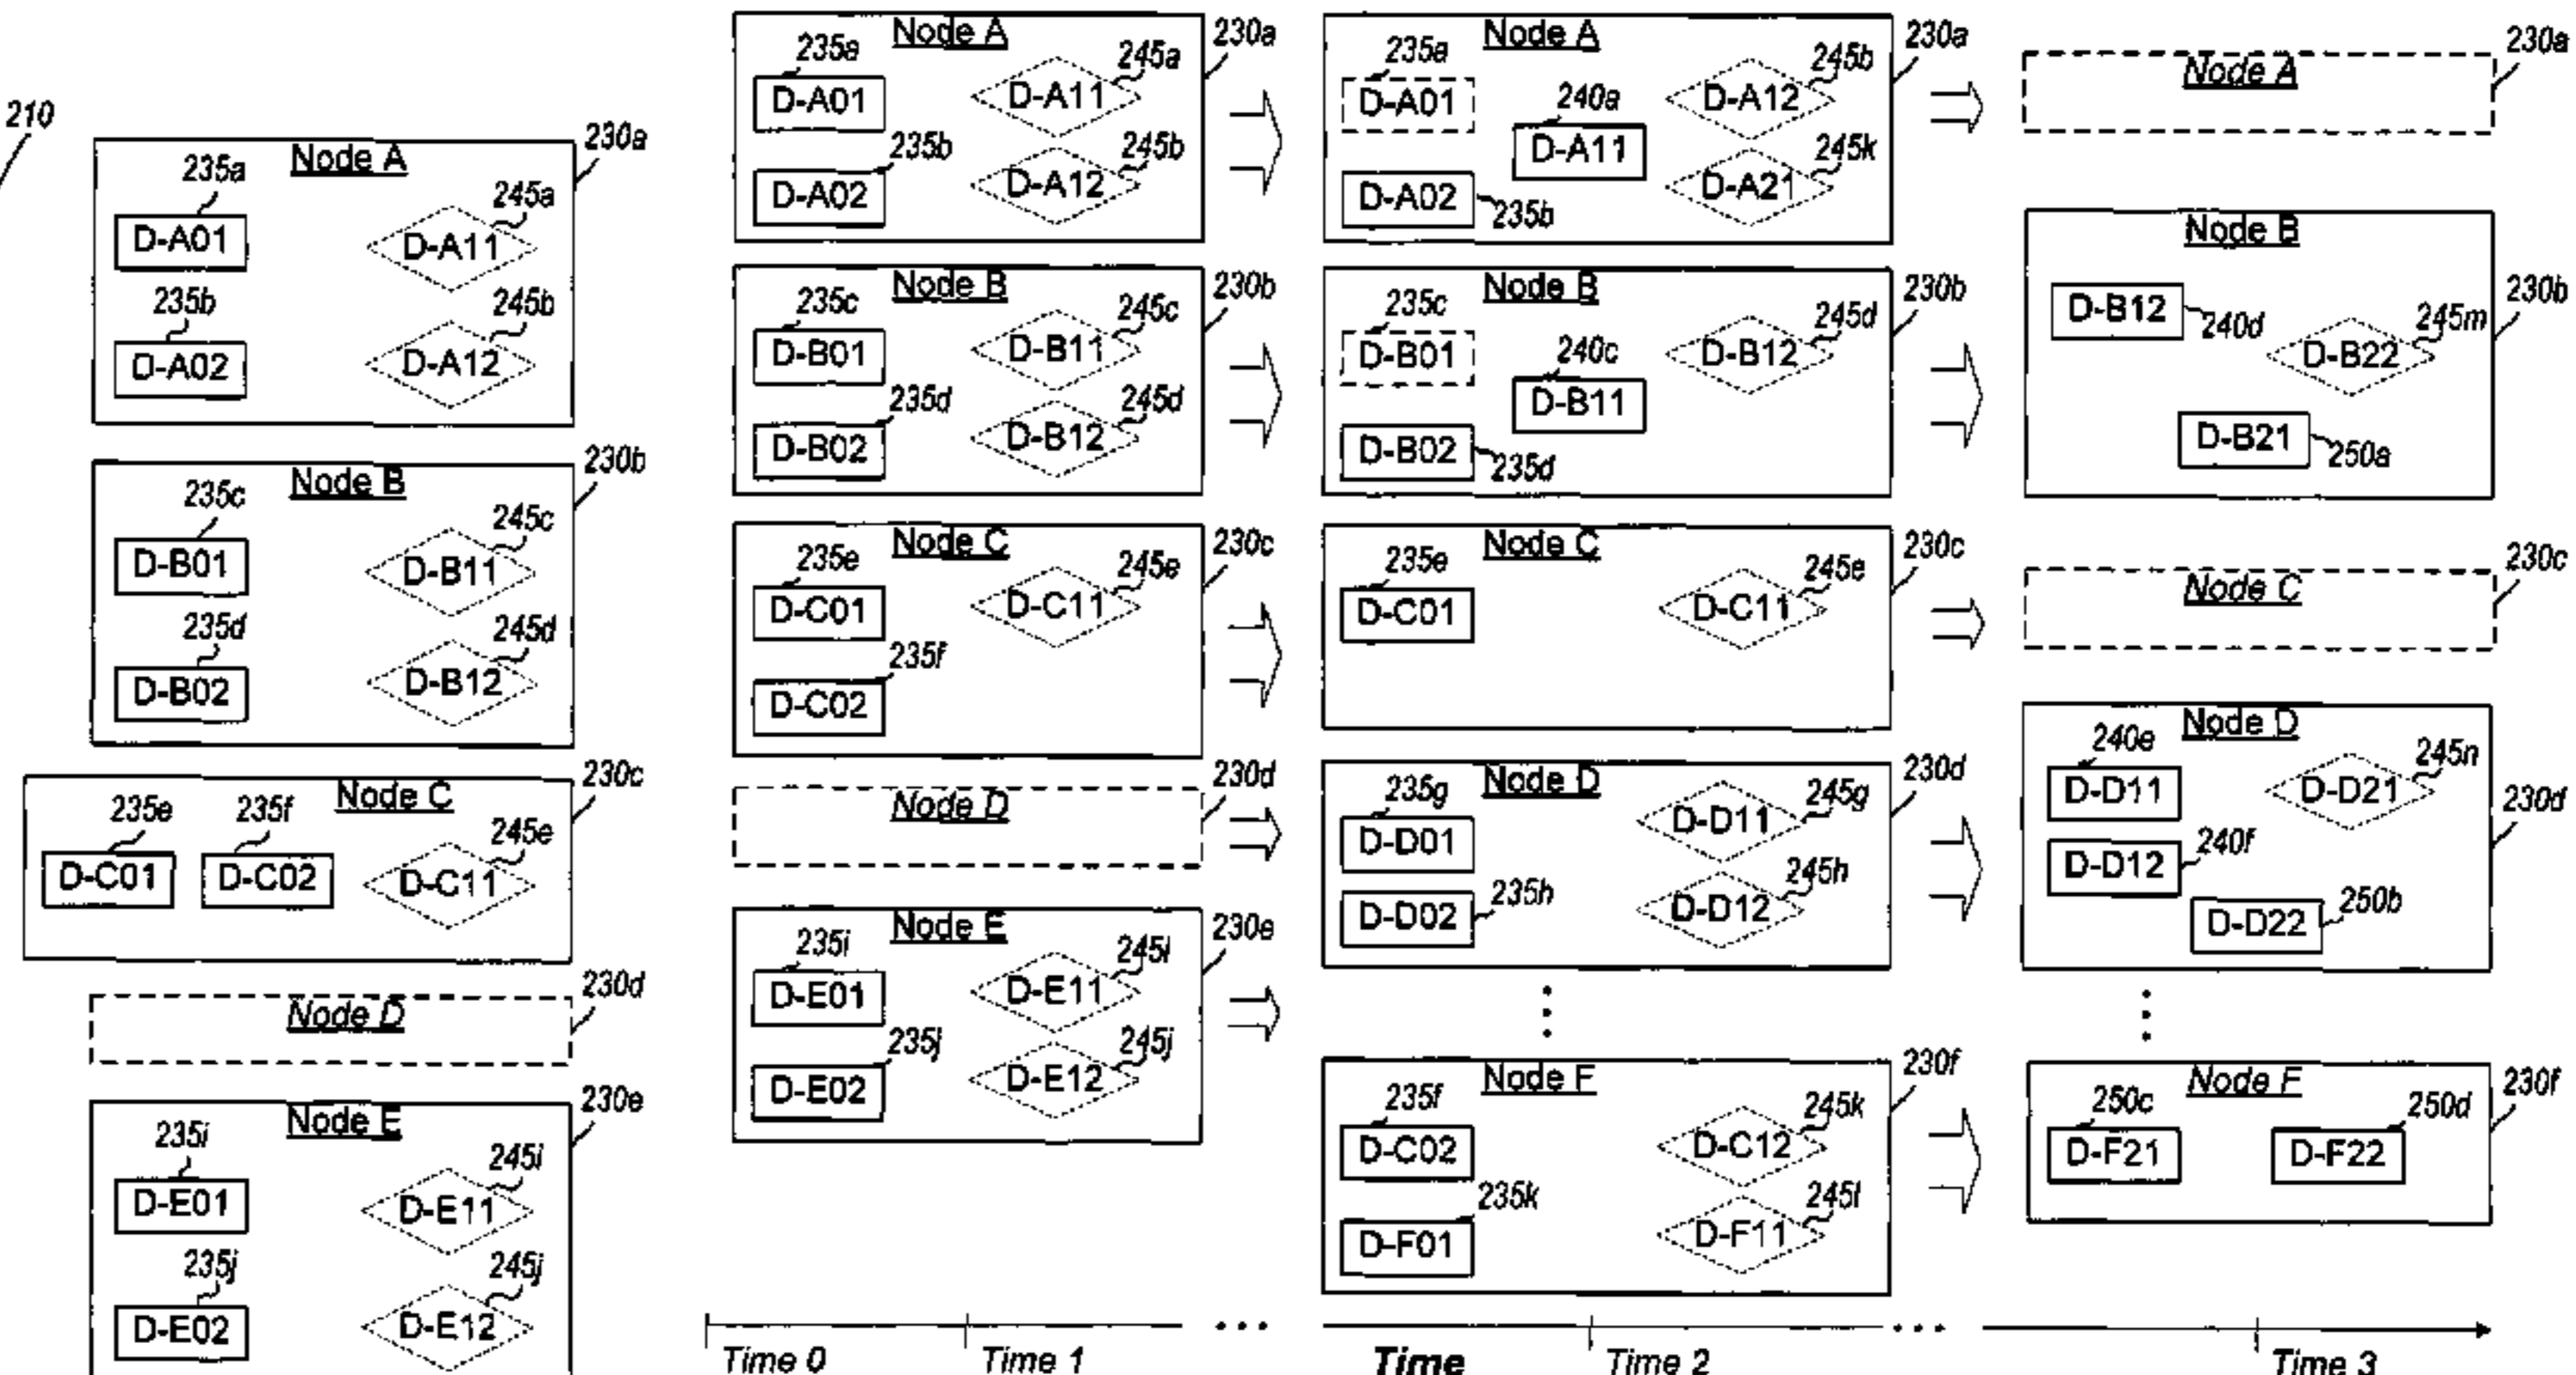 210
Node A
230a
235a
245a
D-A01
D-A11
235b
245b
D-A02
D-A12
Node B
230b
235c
245c
D-B01
D-B11
235d
245d
D-B02
D-B12
Node C
230c
235e
235f
245e
D-C01
D-C02
D-C11
Node D
230d
Node E
230e
235i
245i
D-E01
D-E11
235j
245j
D-E02
D-E12
Node A
230a
235a
245a
D-A01
D-A11
235b
245b
D-A02
D-A12
Node B
230b
235c
245c
D-B01
D-B11
235d
245d
D-B02
D-B12
Node C
230c
235e
245e
D-C01
D-C11
235f
D-C02
Node D
230d
Node E
230e
235i
245i
D-E01
D-E11
235j
245j
D-E02
D-E12
Node A
230a
235a
240a
245b
D-A01
D-A12
D-A11
245k
D-A02
235b
D-A21
Node B
230b
235c
240c
245d
D-B01
D-B12
D-B11
D-B02
235d
Node C
230c
235e
245e
D-C01
D-C11
Node D
230d
235g
245g
D-D01
D-D11
245h
D-D02
235h
D-D12
Node F
230f
235f
245k
D-C02
D-C12
235k
245l
D-F01
D-F11
Node A
230a
Node B
230b
D-B12
240d
245m
D-B22
D-B21
250a
Node C
230c
Node D
230d
240e
245n
D-D11
D-D21
D-D12
240f
D-D22
250b
Node F
230f
250c
250d
D-F21
D-F22
Time 0
Time 1
Time
Time 2
Time 3